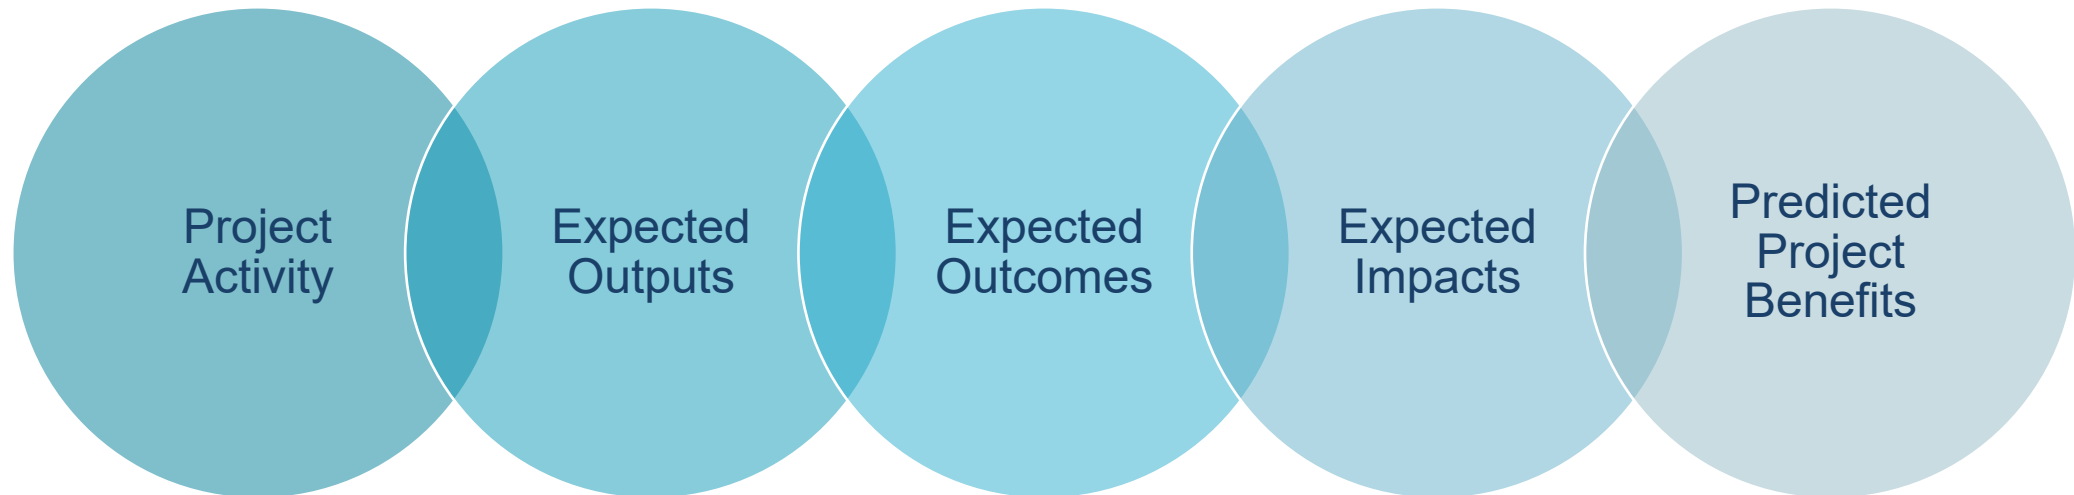 Project
Activity
Expected
Outputs
Expected
Outcomes
Expected
Impacts
Predicted
Project
Benefits